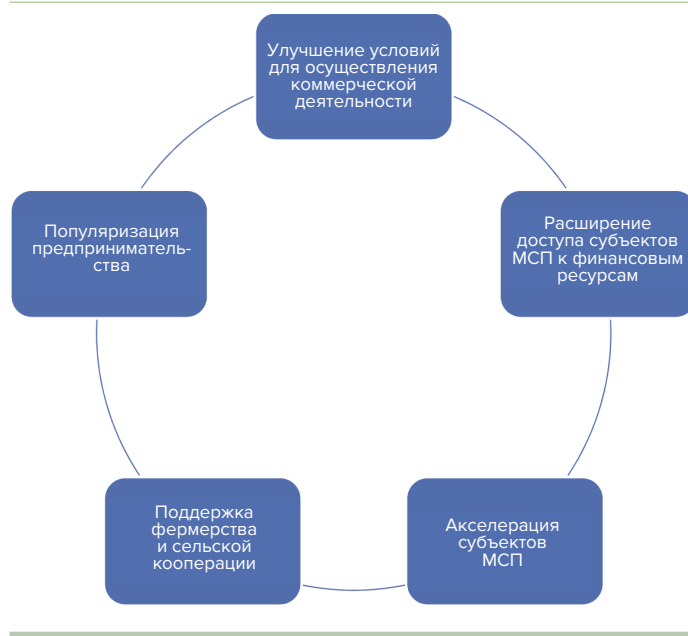 Улучшение условий
для осуществления
коммерческой
деятельности
Расширение
доступа субъектов
МСП к финансовым
ресурсам
Акселерация
субъектов
МСП
Поддержка
фермерства
и сельской
кооперации
Популяризация
предприниматель-
ства